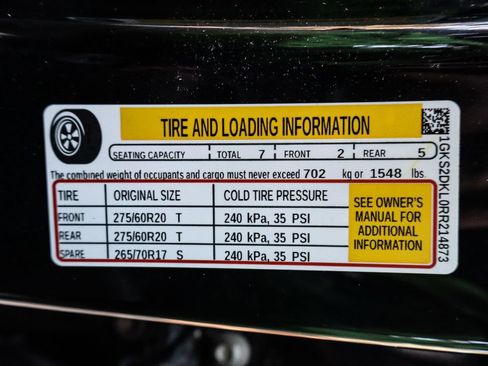 TIRE AND LOADING INFORMATION
SEATING CAPACITY TOTAL 7 FRONT 2 REAR 5
The combined weight of occupants and cargo must never exceed 702 kg or 1548 lbs.
TIRE ORIGINAL SIZE COLD TIRE PRESSURE
FRONT 275/60R20 T 240 kPa, 35 PSI
REAR 275/60R20 T 240 kPa, 35 PSI
SPARE 265/70R17 S 240 kPa, 35 PSI
SEE OWNER'S
MANUAL FOR
ADDITIONAL
INFORMATION
1GKS2DKL0RR214873